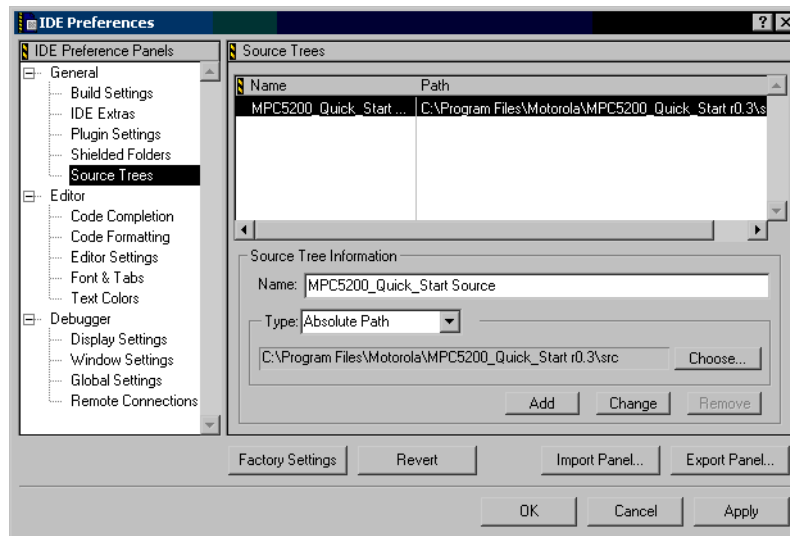 IDE Preferences
IDE Preference Panels
General
Build Settings
IDE Extras
Plugin Settings
Shielded Folders
Source Trees
Editor
Code Completion
Code Formatting
Editor Settings
Font & Tabs
Text Colors
Debugger
Display Settings
Window Settings
Global Settings
Remote Connections
Source Trees
Name Path
MPC5200_Quick_Start ... C:\Program Files\Motorola\MPC5200_Quick_Start r0.3\s
Source Tree Information
Name: MPC5200_Quick_Start Source
Type: Absolute Path
C:\Program Files\Motorola\MPC5200_Quick_Start r0.3\src Choose...
Add Change Remove
Factory Settings Revert Import Panel... Export Panel...
OK Cancel Apply